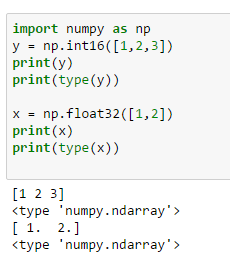 import numpy as np
y = np.int16([1,2,3])
print(y)
print(type(y))
x = np.float32([1,2])
print(x)
print(type(x))
[1 2 3]
<type 'numpy.ndarray'>
[ 1.  2.]
<type 'numpy.ndarray'>